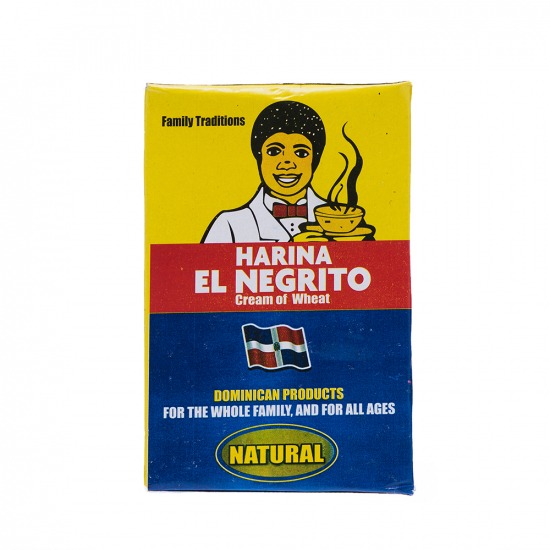 Family Traditions
HARINA
EL NEGRITO
Cream of Wheat
DOMINICAN PRODUCTS
FOR THE WHOLE FAMILY, AND FOR ALL AGES
NATURAL